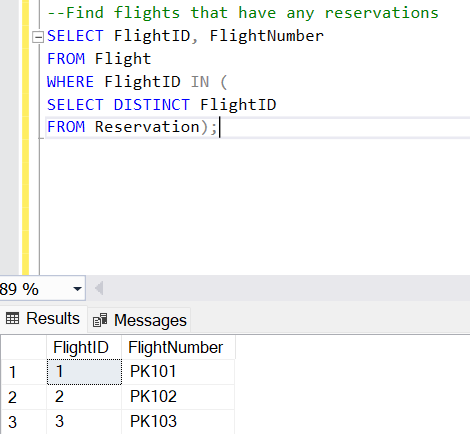 --Find flights that have any reservations
SELECT FlightID, FlightNumber
FROM Flight
WHERE FlightID IN (
SELECT DISTINCT FlightID
FROM Reservation);
89 %
Results Messages
FlightID FlightNumber
1 1 PK101
2 2 PK102
3 3 PK103